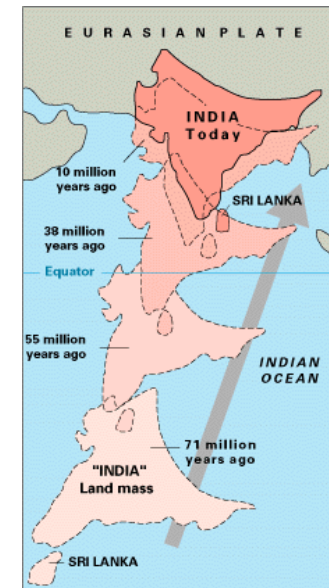 EURASIAN PLATE
INDIA
Today
10 million
years ago
SRI LANKA
38 million
years ago
Equator
55 million
years ago
INDIAN
OCEAN
71 million
years ago
"INDIA"
Land mass
SRI LANKA